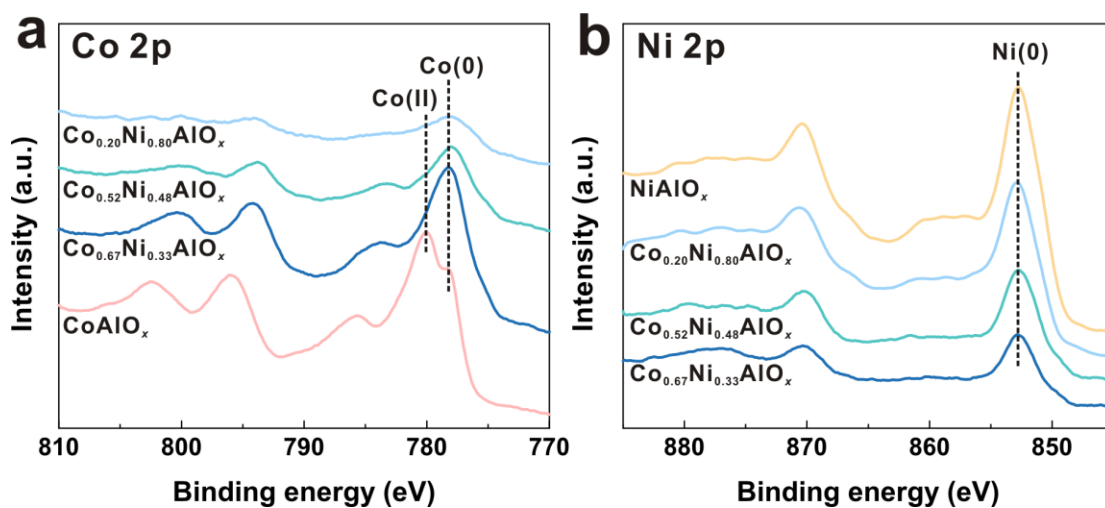 a
Co 2p
Co(0)
Co(II)
Co₀.₂₀Ni₀.₈₀AlOₓ
Co₀.₅₂Ni₀.₄₈AlOₓ
Co₀.₆₇Ni₀.₃₃AlOₓ
CoAlOₓ
Intensity (a.u.)
810 800 790 780 770
Binding energy (eV)
b
Ni 2p
Ni(0)
NiAlOₓ
Co₀.₂₀Ni₀.₈₀AlOₓ
Co₀.₅₂Ni₀.₄₈AlOₓ
Co₀.₆₇Ni₀.₃₃AlOₓ
Intensity (a.u.)
880 870 860 850
Binding energy (eV)